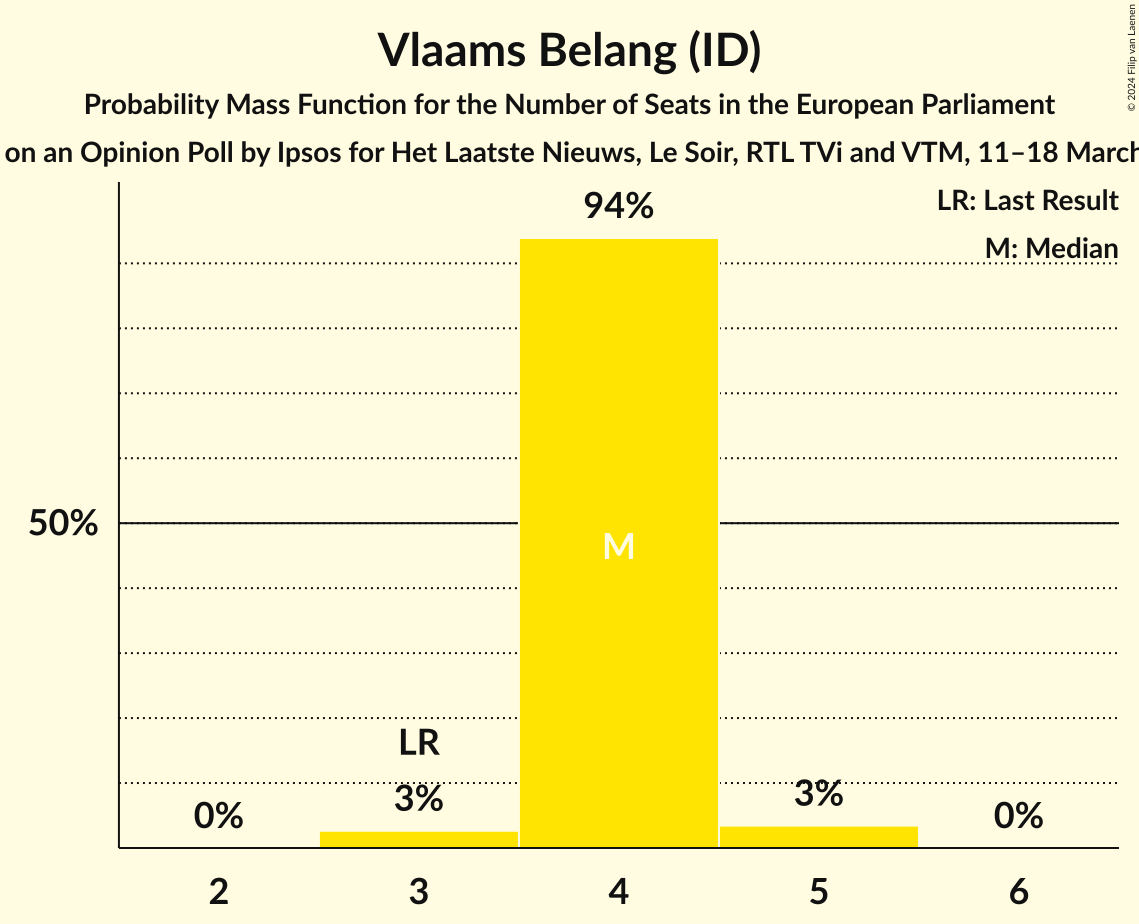 Vlaams Belang (ID)
Probability Mass Function for the Number of Seats in the European Parliament
on an Opinion Poll by Ipsos for Het Laatste Nieuws, Le Soir, RTL TVi and VTM, 11–18 March
© 2024 Filip van Laenen
LR: Last Result
M: Median
94%
50%
M
LR
0%
3%
3%
0%
2
3
4
5
6